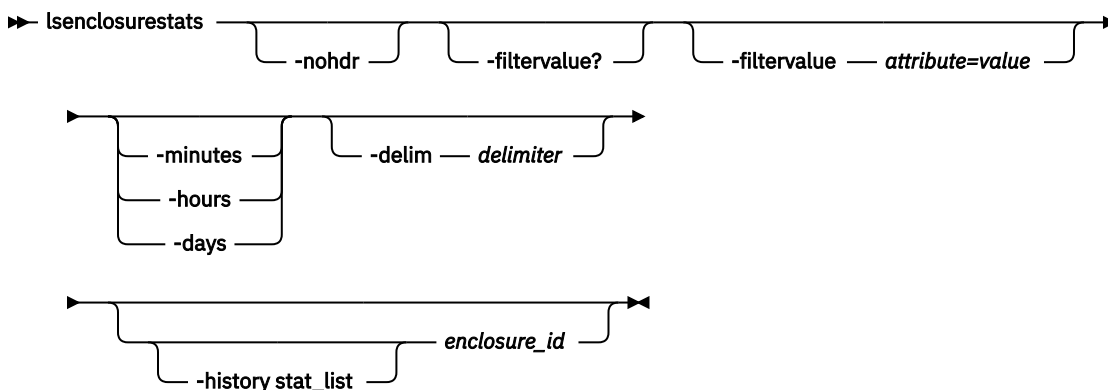 lsenclosurestats
-nohdr -filtervalue? -filtervalue attribute=value
-minutes -delim delimiter
-hours
-days
enclosure_id
-history stat_list